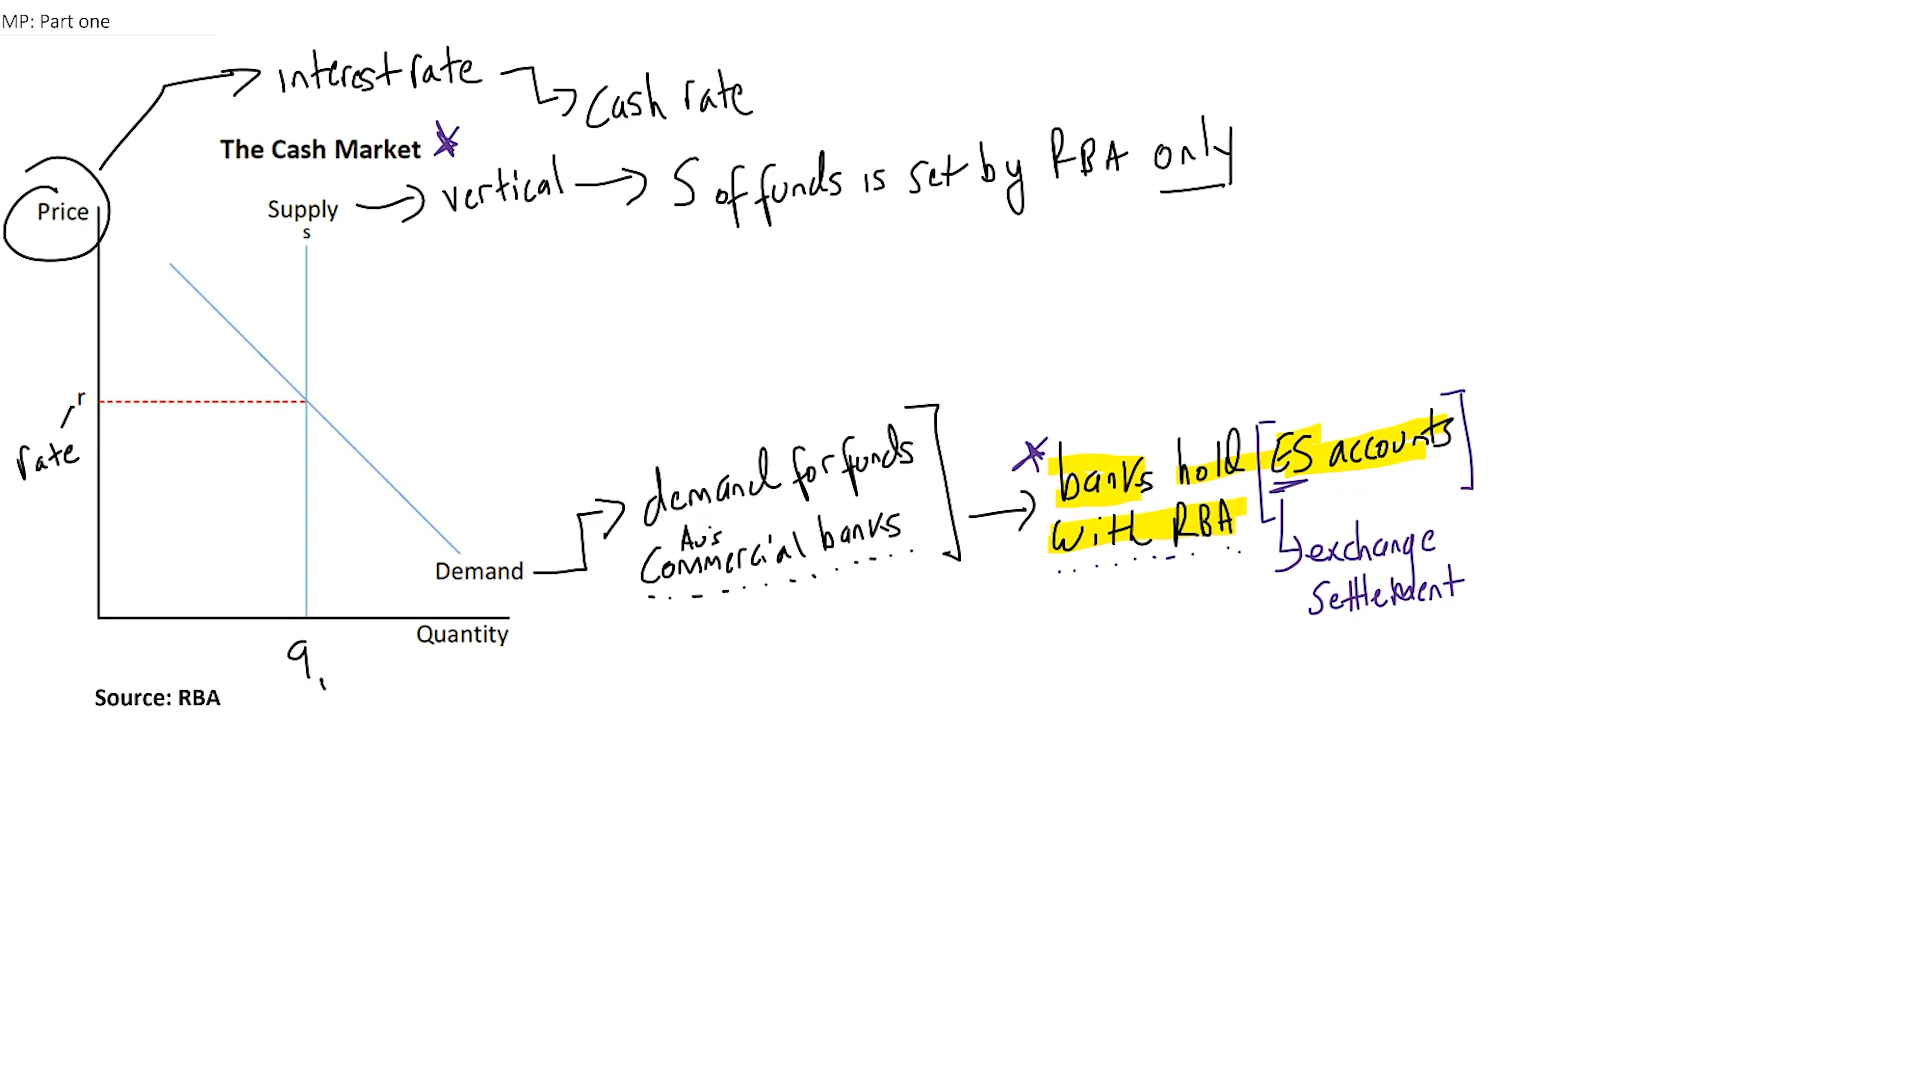 MP: Part one
interest rate
Cash rate
The Cash Market
vertical
S of funds is set by RBA only
Price
Supply
s
r
rate
demand for funds
Aus
Commercial banks
banks hold ES accounts
with RBA
exchange
Settlement
Demand
Quantity
q1
Source: RBA